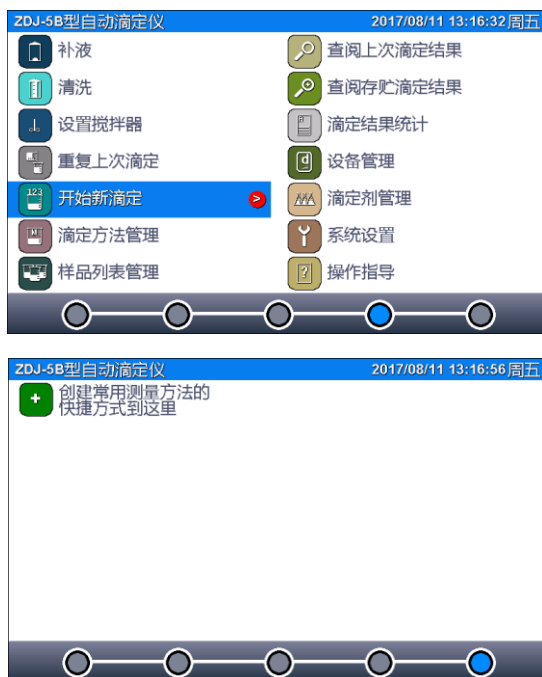 ZDJ-5B型自动滴定仪 2017/08/11 13:16:32 周五
补液
清洗
设置搅拌器
重复上次滴定
开始新滴定
滴定方法管理
样品列表管理
查阅上次滴定结果
查阅存贮滴定结果
滴定结果统计
设备管理
滴定剂管理
系统设置
操作指导
ZDJ-5B型自动滴定仪 2017/08/11 13:16:56 周五
创建常用测量方法的
快捷方式到这里